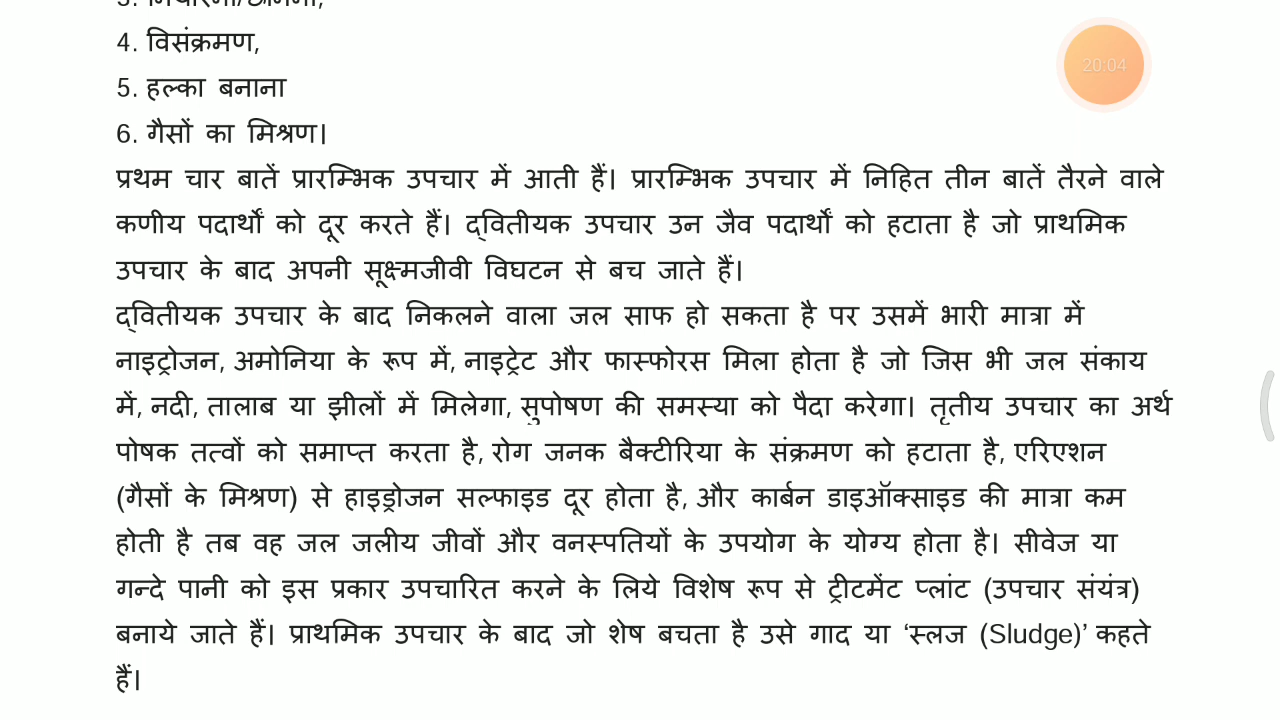 4. विसंक्रमण,
20:04
5. हल्का बनाना
6. गैसों का मिश्रण।
प्रथम चार बातें प्रारम्भिक उपचार में आती हैं। प्रारम्भिक उपचार में निहित तीन बातें तैरने वाले
कणीय पदार्थों को दूर करते हैं। द्वितीयक उपचार उन जैव पदार्थों को हटाता है जो प्राथमिक
उपचार के बाद अपनी सूक्ष्मजीवी विघटन से बच जाते हैं।
द्वितीयक उपचार के बाद निकलने वाला जल साफ हो सकता है पर उसमें भारी मात्रा में
नाइट्रोजन, अमोनिया के रूप में, नाइट्रेट और फास्फोरस मिला होता है जो जिस भी जल संकाय
में, नदी, तालाब या झीलों में मिलेगा, सुपोषण की समस्या को पैदा करेगा। तृतीय उपचार का अर्थ
पोषक तत्वों को समाप्त करता है, रोग जनक बैक्टीरिया के संक्रमण को हटाता है, एरिएशन
(गैसों के मिश्रण) से हाइड्रोजन सल्फाइड दूर होता है, और कार्बन डाइऑक्साइड की मात्रा कम
होती है तब वह जल जलीय जीवों और वनस्पतियों के उपयोग के योग्य होता है। सीवेज या
गन्दे पानी को इस प्रकार उपचारित करने के लिये विशेष रूप से ट्रीटमेंट प्लांट (उपचार संयंत्र)
बनाये जाते हैं। प्राथमिक उपचार के बाद जो शेष बचता है उसे गाद या ‘स्लज (Sludge)’ कहते
हैं।